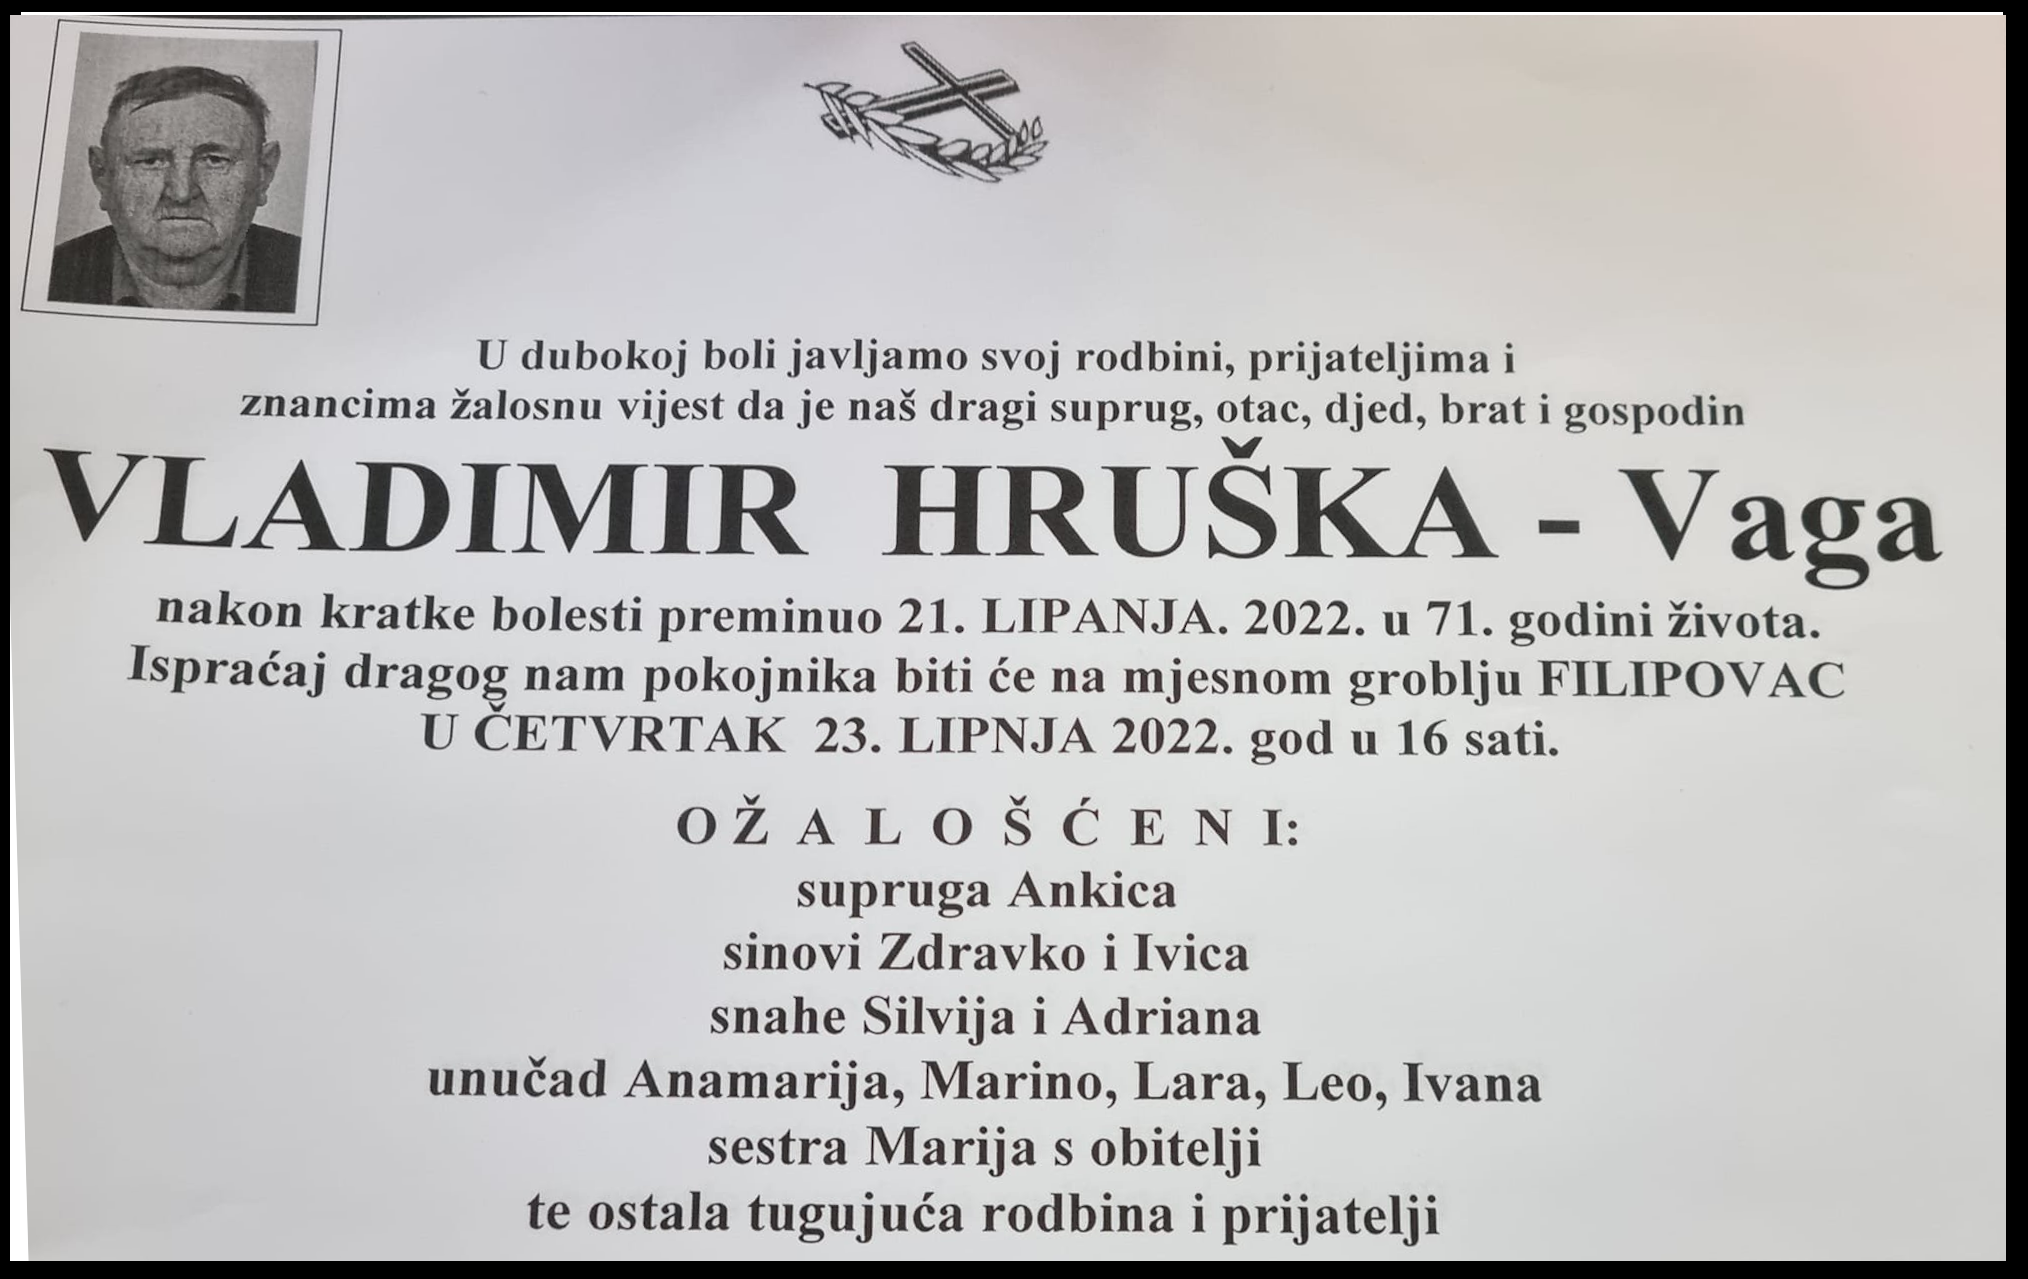 U dubokoj boli javljamo svoj rodbini, prijateljima i
znancima žalosnu vijest da je naš dragi suprug, otac, djed, brat i gospodin
VLADIMIR HRUŠKA - Vaga
nakon kratke bolesti preminuo 21. LIPANJA. 2022. u 71. godini života.
Ispraćaj dragog nam pokojnika biti će na mjesnom groblju FILIPOVAC
U ČETVRTAK 23. LIPNJA 2022. god u 16 sati.
O Ž A L O Š Ć E N I:
supruga Ankica
sinovi Zdravko i Ivica
snahe Silvija i Adriana
unučad Anamarija, Marino, Lara, Leo, Ivana
sestra Marija s obitelji
te ostala tugujuća rodbina i prijatelji